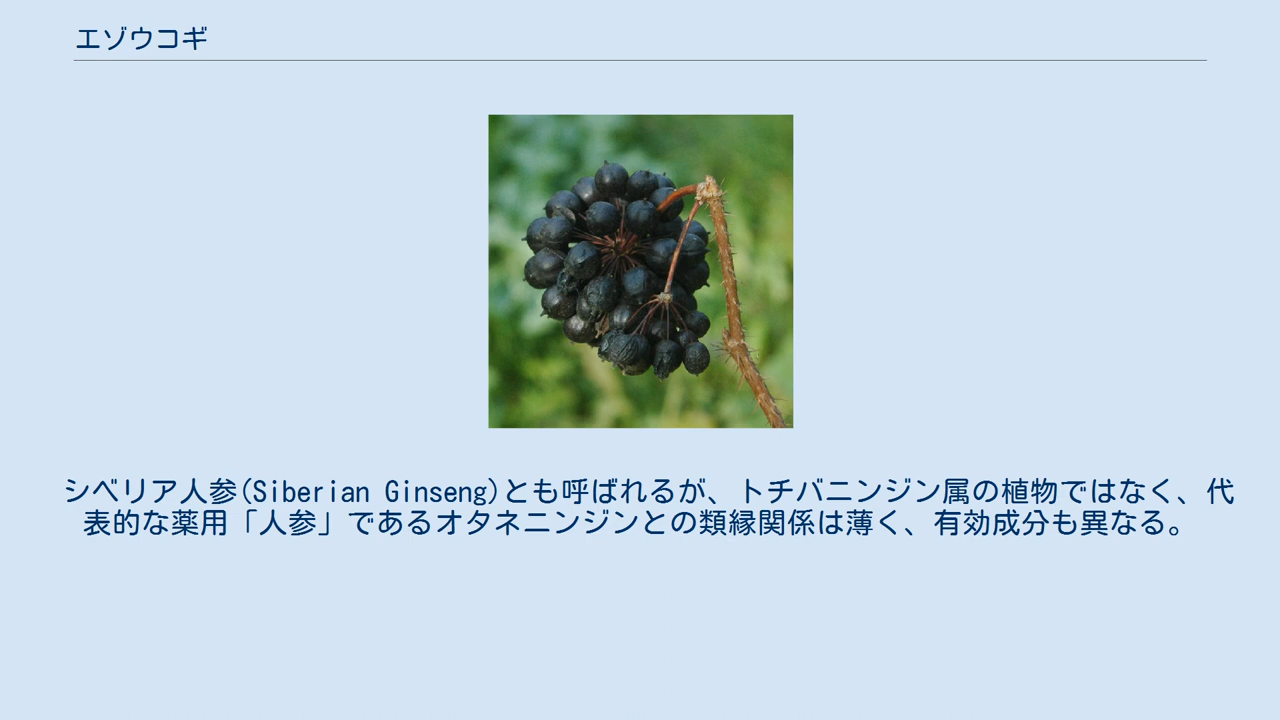 エゾウコギ
シベリア人参(Siberian Ginseng)とも呼ばれるが、トチバニンジン属の植物ではなく、代
表的な薬用「人参」であるオタネニンジンとの類縁関係は薄く、有効成分も異なる。